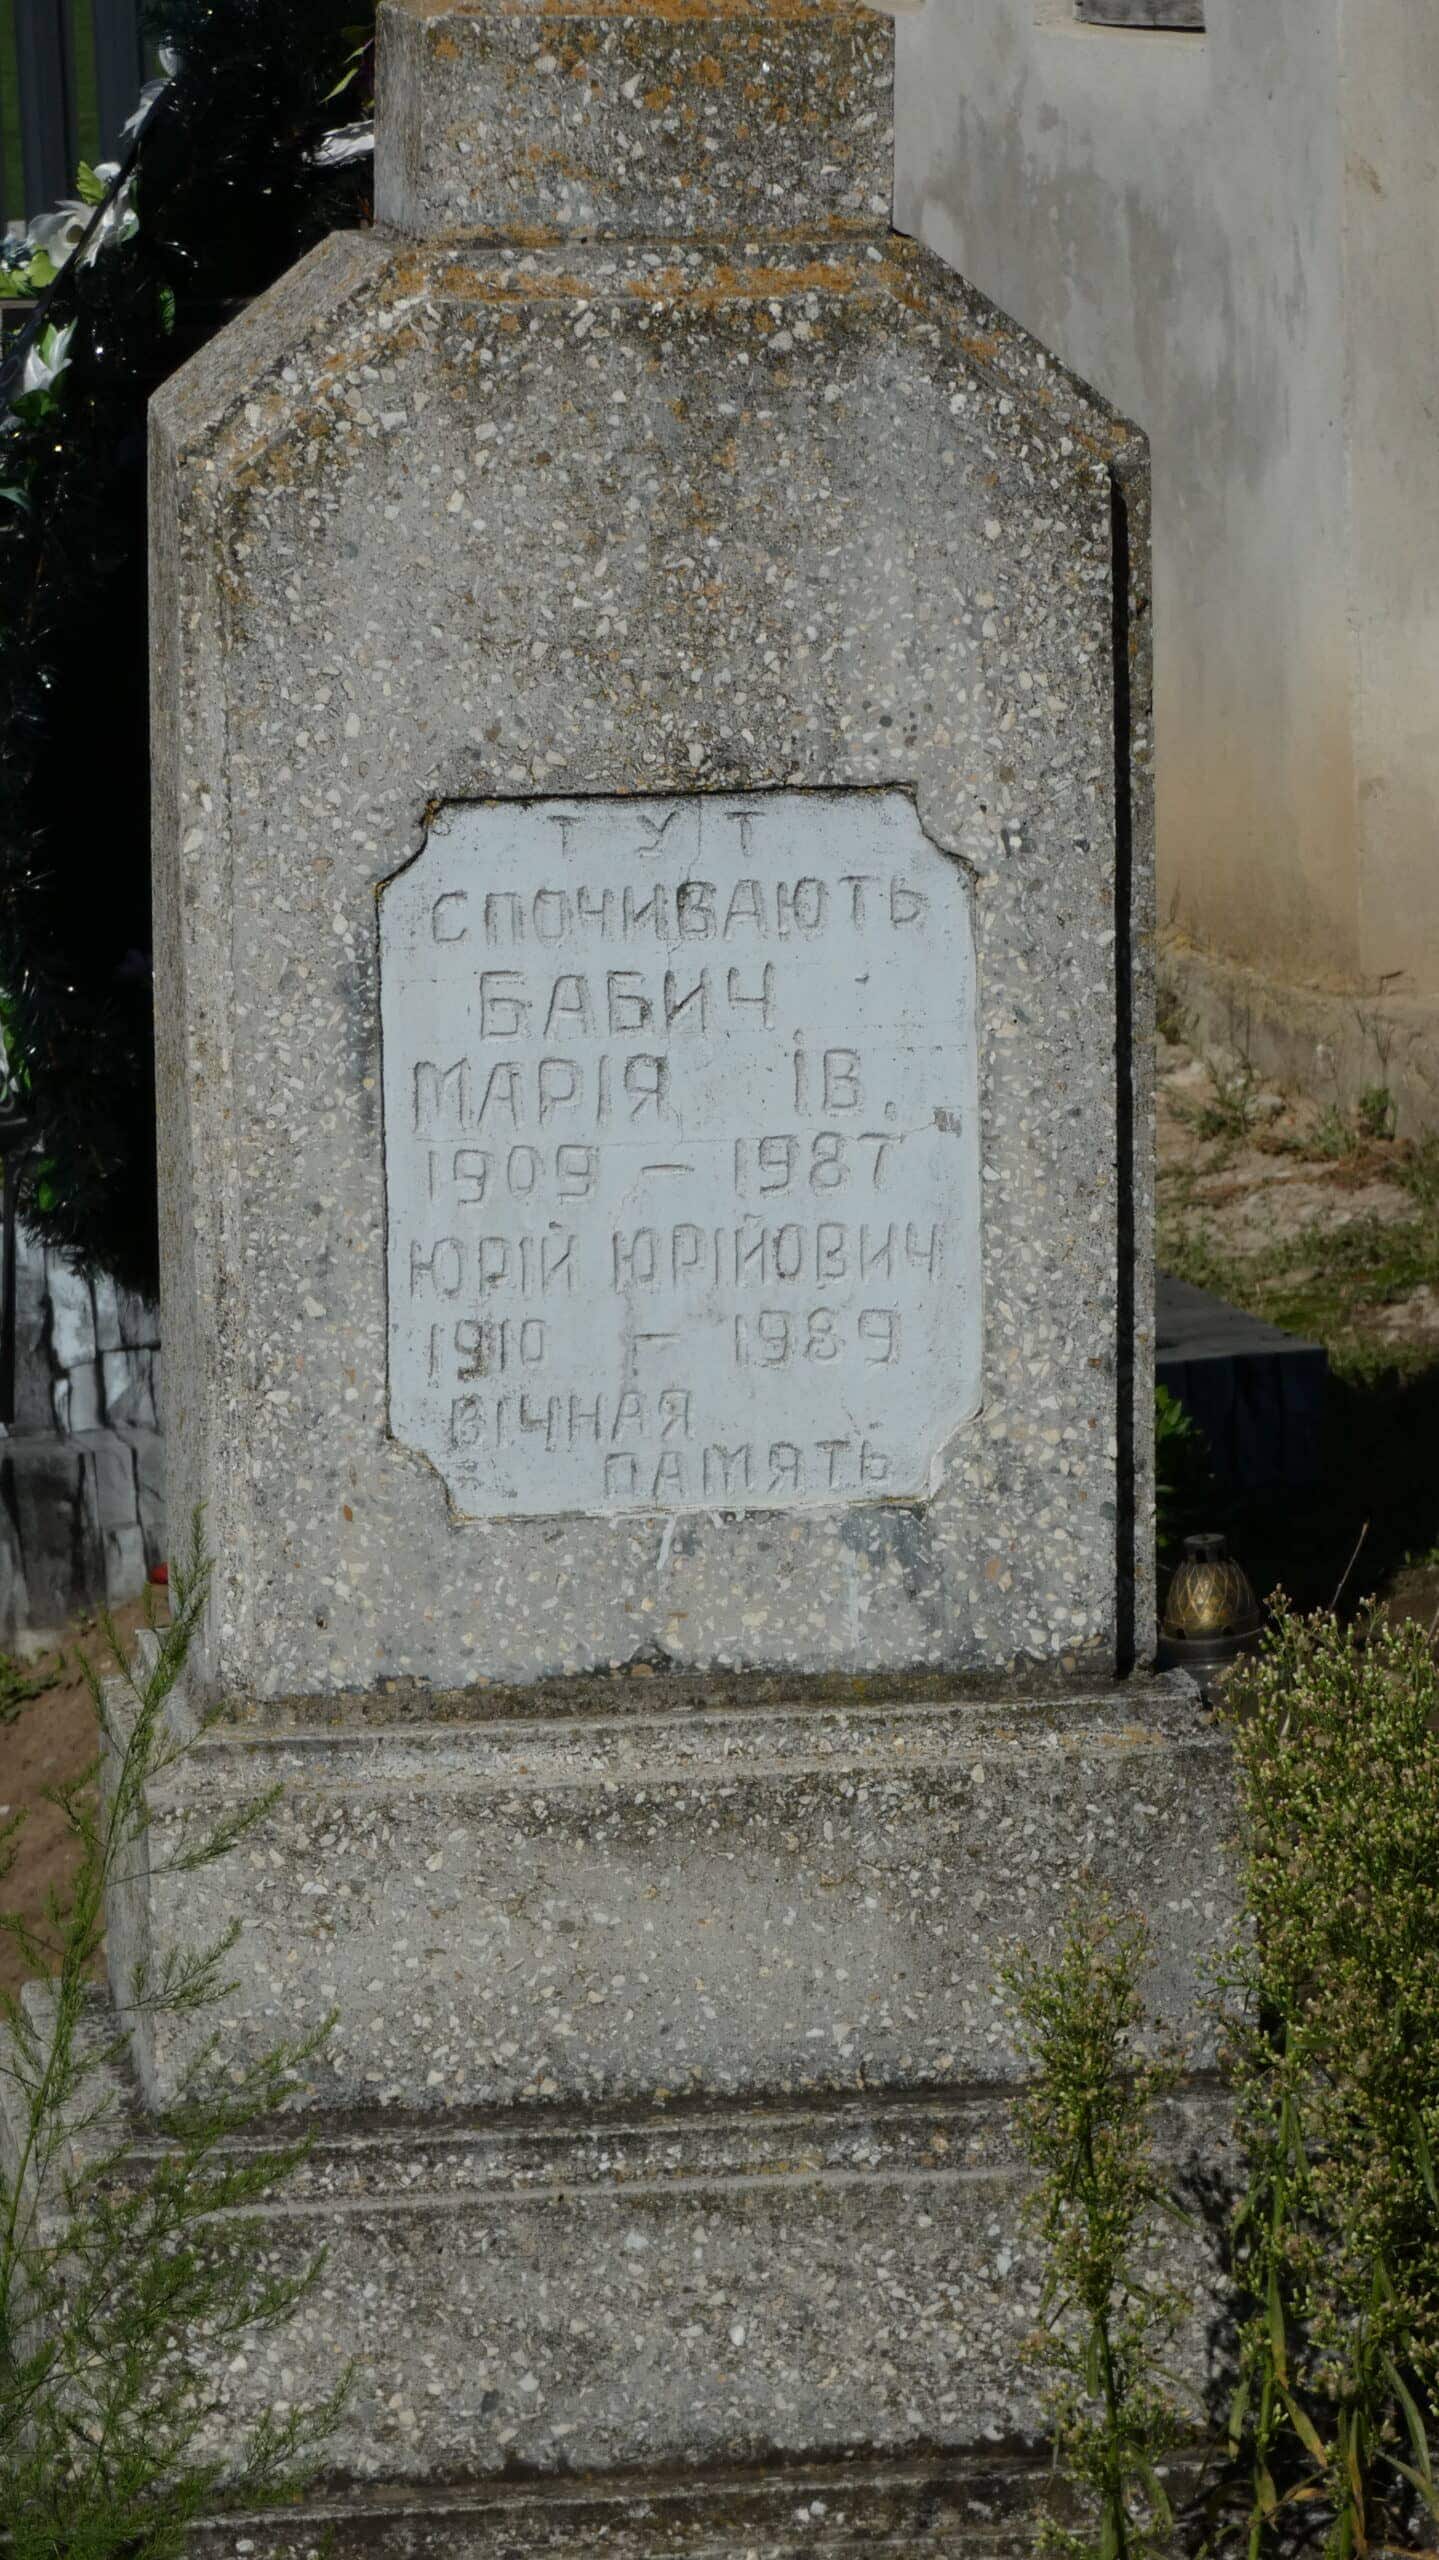 ТУТ
СПОЧИВАЮТЬ
БАБИЧ
МАРІЯ ІВ.
1909 – 1987
ЮРІЙ ЮРІЙОВИЧ
1910 – 1989
ВІЧНАЯ
ПАМЯТЬ